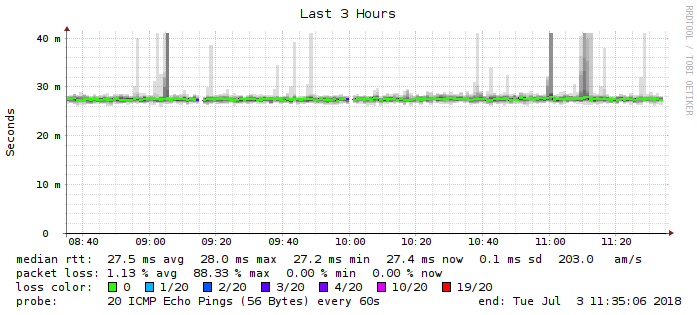 Last 3 Hours
RRDTOOL / TOBI OETIKER
Seconds
40 m
30 m
20 m
10 m
0
08:40 09:00 09:20 09:40 10:00 10:20 10:40 11:00 11:20
median rtt: 27.5 ms avg 28.0 ms max 27.2 ms min 27.4 ms now 0.1 ms sd 203.0 am/s
packet loss: 1.13 % avg 88.33 % max 0.00 % min 0.00 % now
loss color: 0 1/20 2/20 3/20 4/20 10/20 19/20
probe: 20 ICMP Echo Pings (56 Bytes) every 60s end: Tue Jul 3 11:35:06 2018